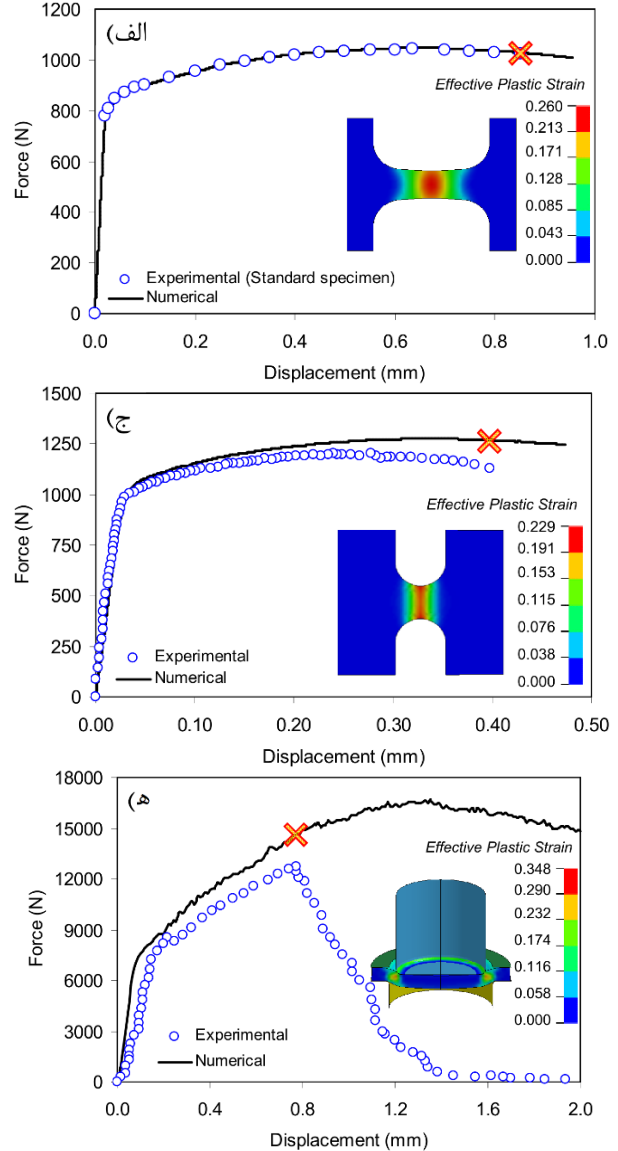 الف)
1200
1000
800
600
400
200
0
Force (N)
Effective Plastic Strain
0.260
0.213
0.171
0.128
0.085
0.043
0.000
Experimental (Standard specimen)
Numerical
0.0 0.2 0.4 0.6 0.8 1.0
Displacement (mm)
ج)
1500
1250
1000
750
500
250
0
Force (N)
Effective Plastic Strain
0.229
0.191
0.153
0.115
0.076
0.038
0.000
Experimental
Numerical
0.00 0.10 0.20 0.30 0.40 0.50
Displacement (mm)
ه)
18000
15000
12000
9000
6000
3000
0
Force (N)
Effective Plastic Strain
0.348
0.290
0.232
0.174
0.116
0.058
0.000
Experimental
Numerical
0.0 0.4 0.8 1.2 1.6 2.0
Displacement (mm)